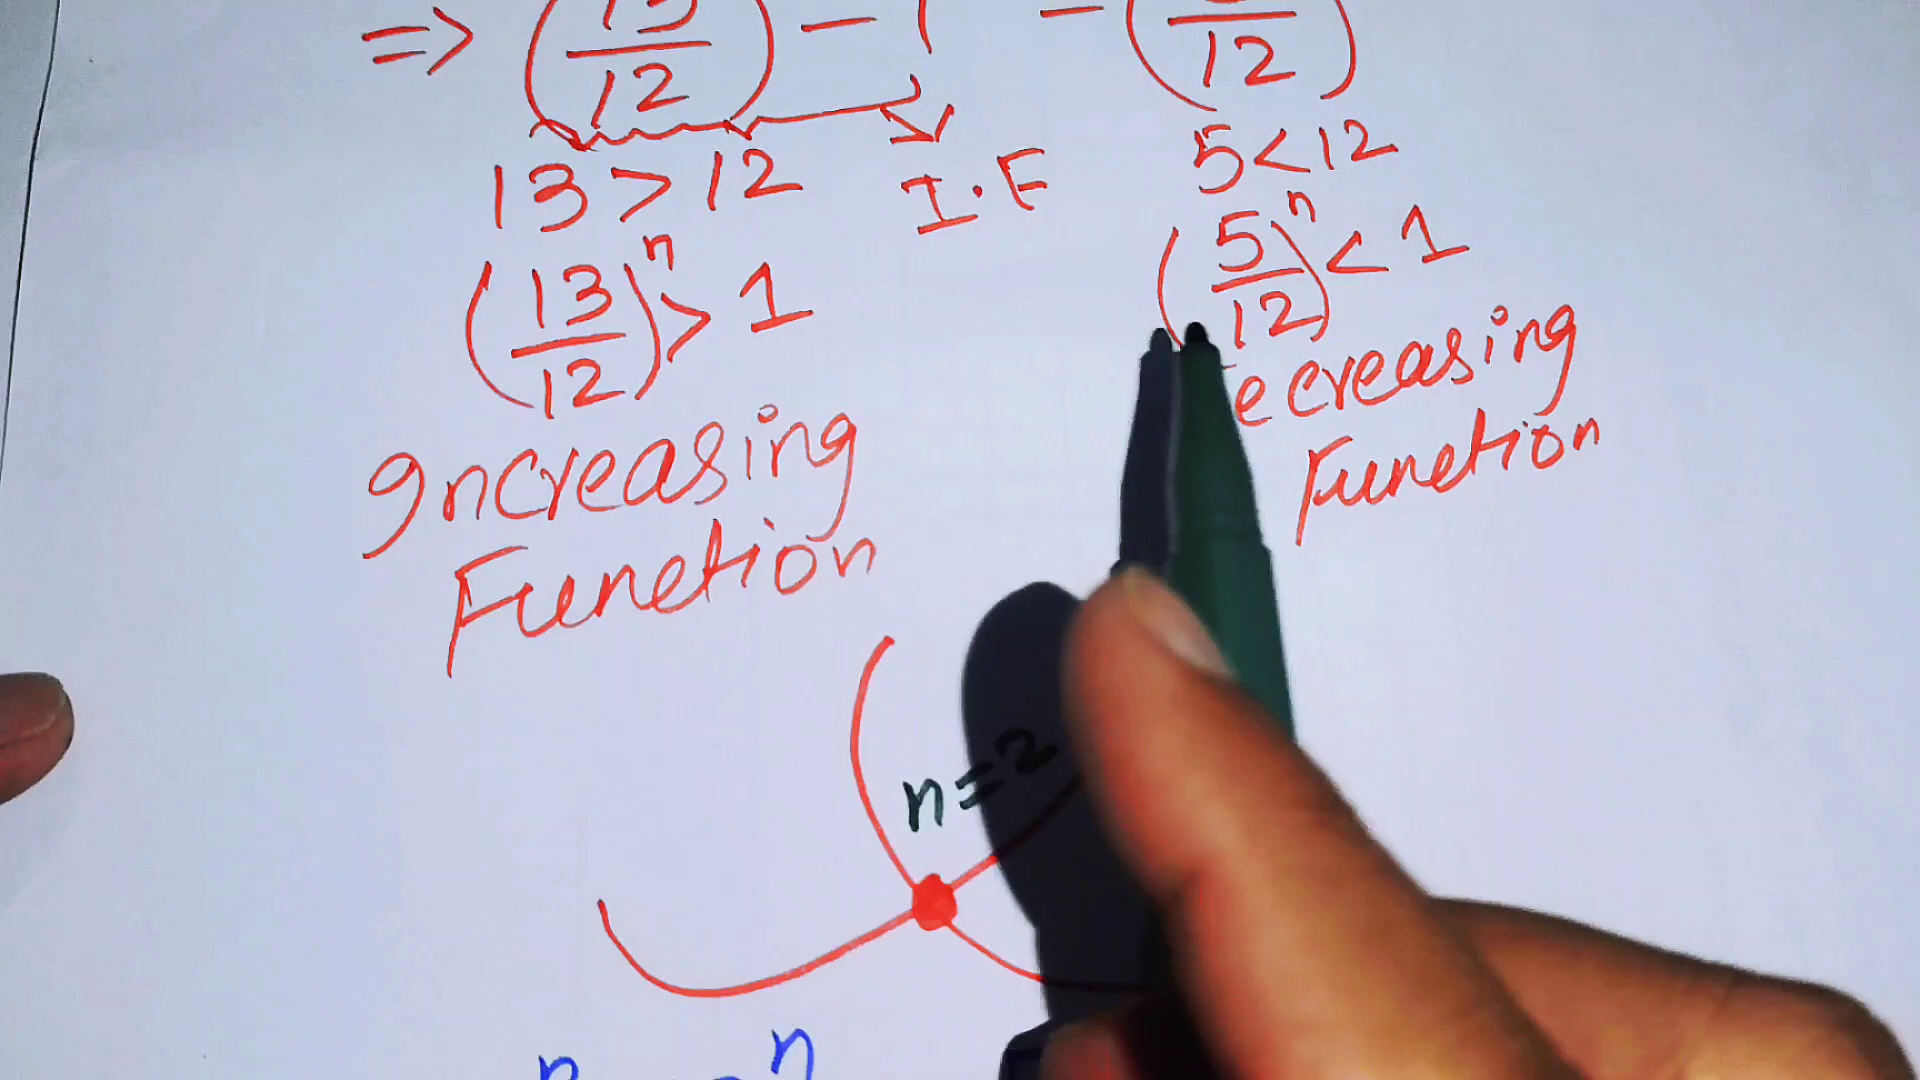 => (13/12) - 1 - (5/12)
13 > 12
I.F
5 < 12
(13/12)^n > 1
(5/12)^n < 1
Increasing
Function
ecreasing
Function
n=2
n